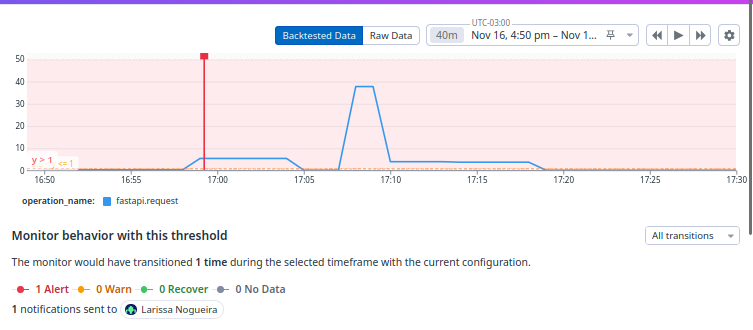 UTC-03:00
Backtested Data Raw Data 40m Nov 16, 4:50 pm – Nov 1...
50
40
30
20
10
0
y > 1 <= 1
16:50 16:55 17:00 17:05 17:10 17:15 17:20 17:25 17:30
operation_name: fastapi.request
Monitor behavior with this threshold All transitions
The monitor would have transitioned 1 time during the selected timeframe with the current configuration.
1 Alert 0 Warn 0 Recover 0 No Data
1 notifications sent to Larissa Nogueira